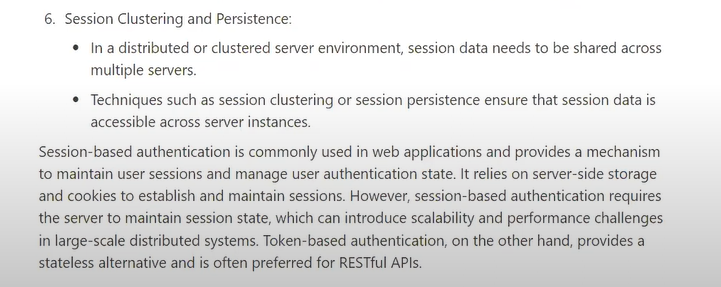 6. Session Clustering and Persistence:
• In a distributed or clustered server environment, session data needs to be shared across
multiple servers.
• Techniques such as session clustering or session persistence ensure that session data is
accessible across server instances.
Session-based authentication is commonly used in web applications and provides a mechanism
to maintain user sessions and manage user authentication state. It relies on server-side storage
and cookies to establish and maintain sessions. However, session-based authentication requires
the server to maintain session state, which can introduce scalability and performance challenges
in large-scale distributed systems. Token-based authentication, on the other hand, provides a
stateless alternative and is often preferred for RESTful APIs.